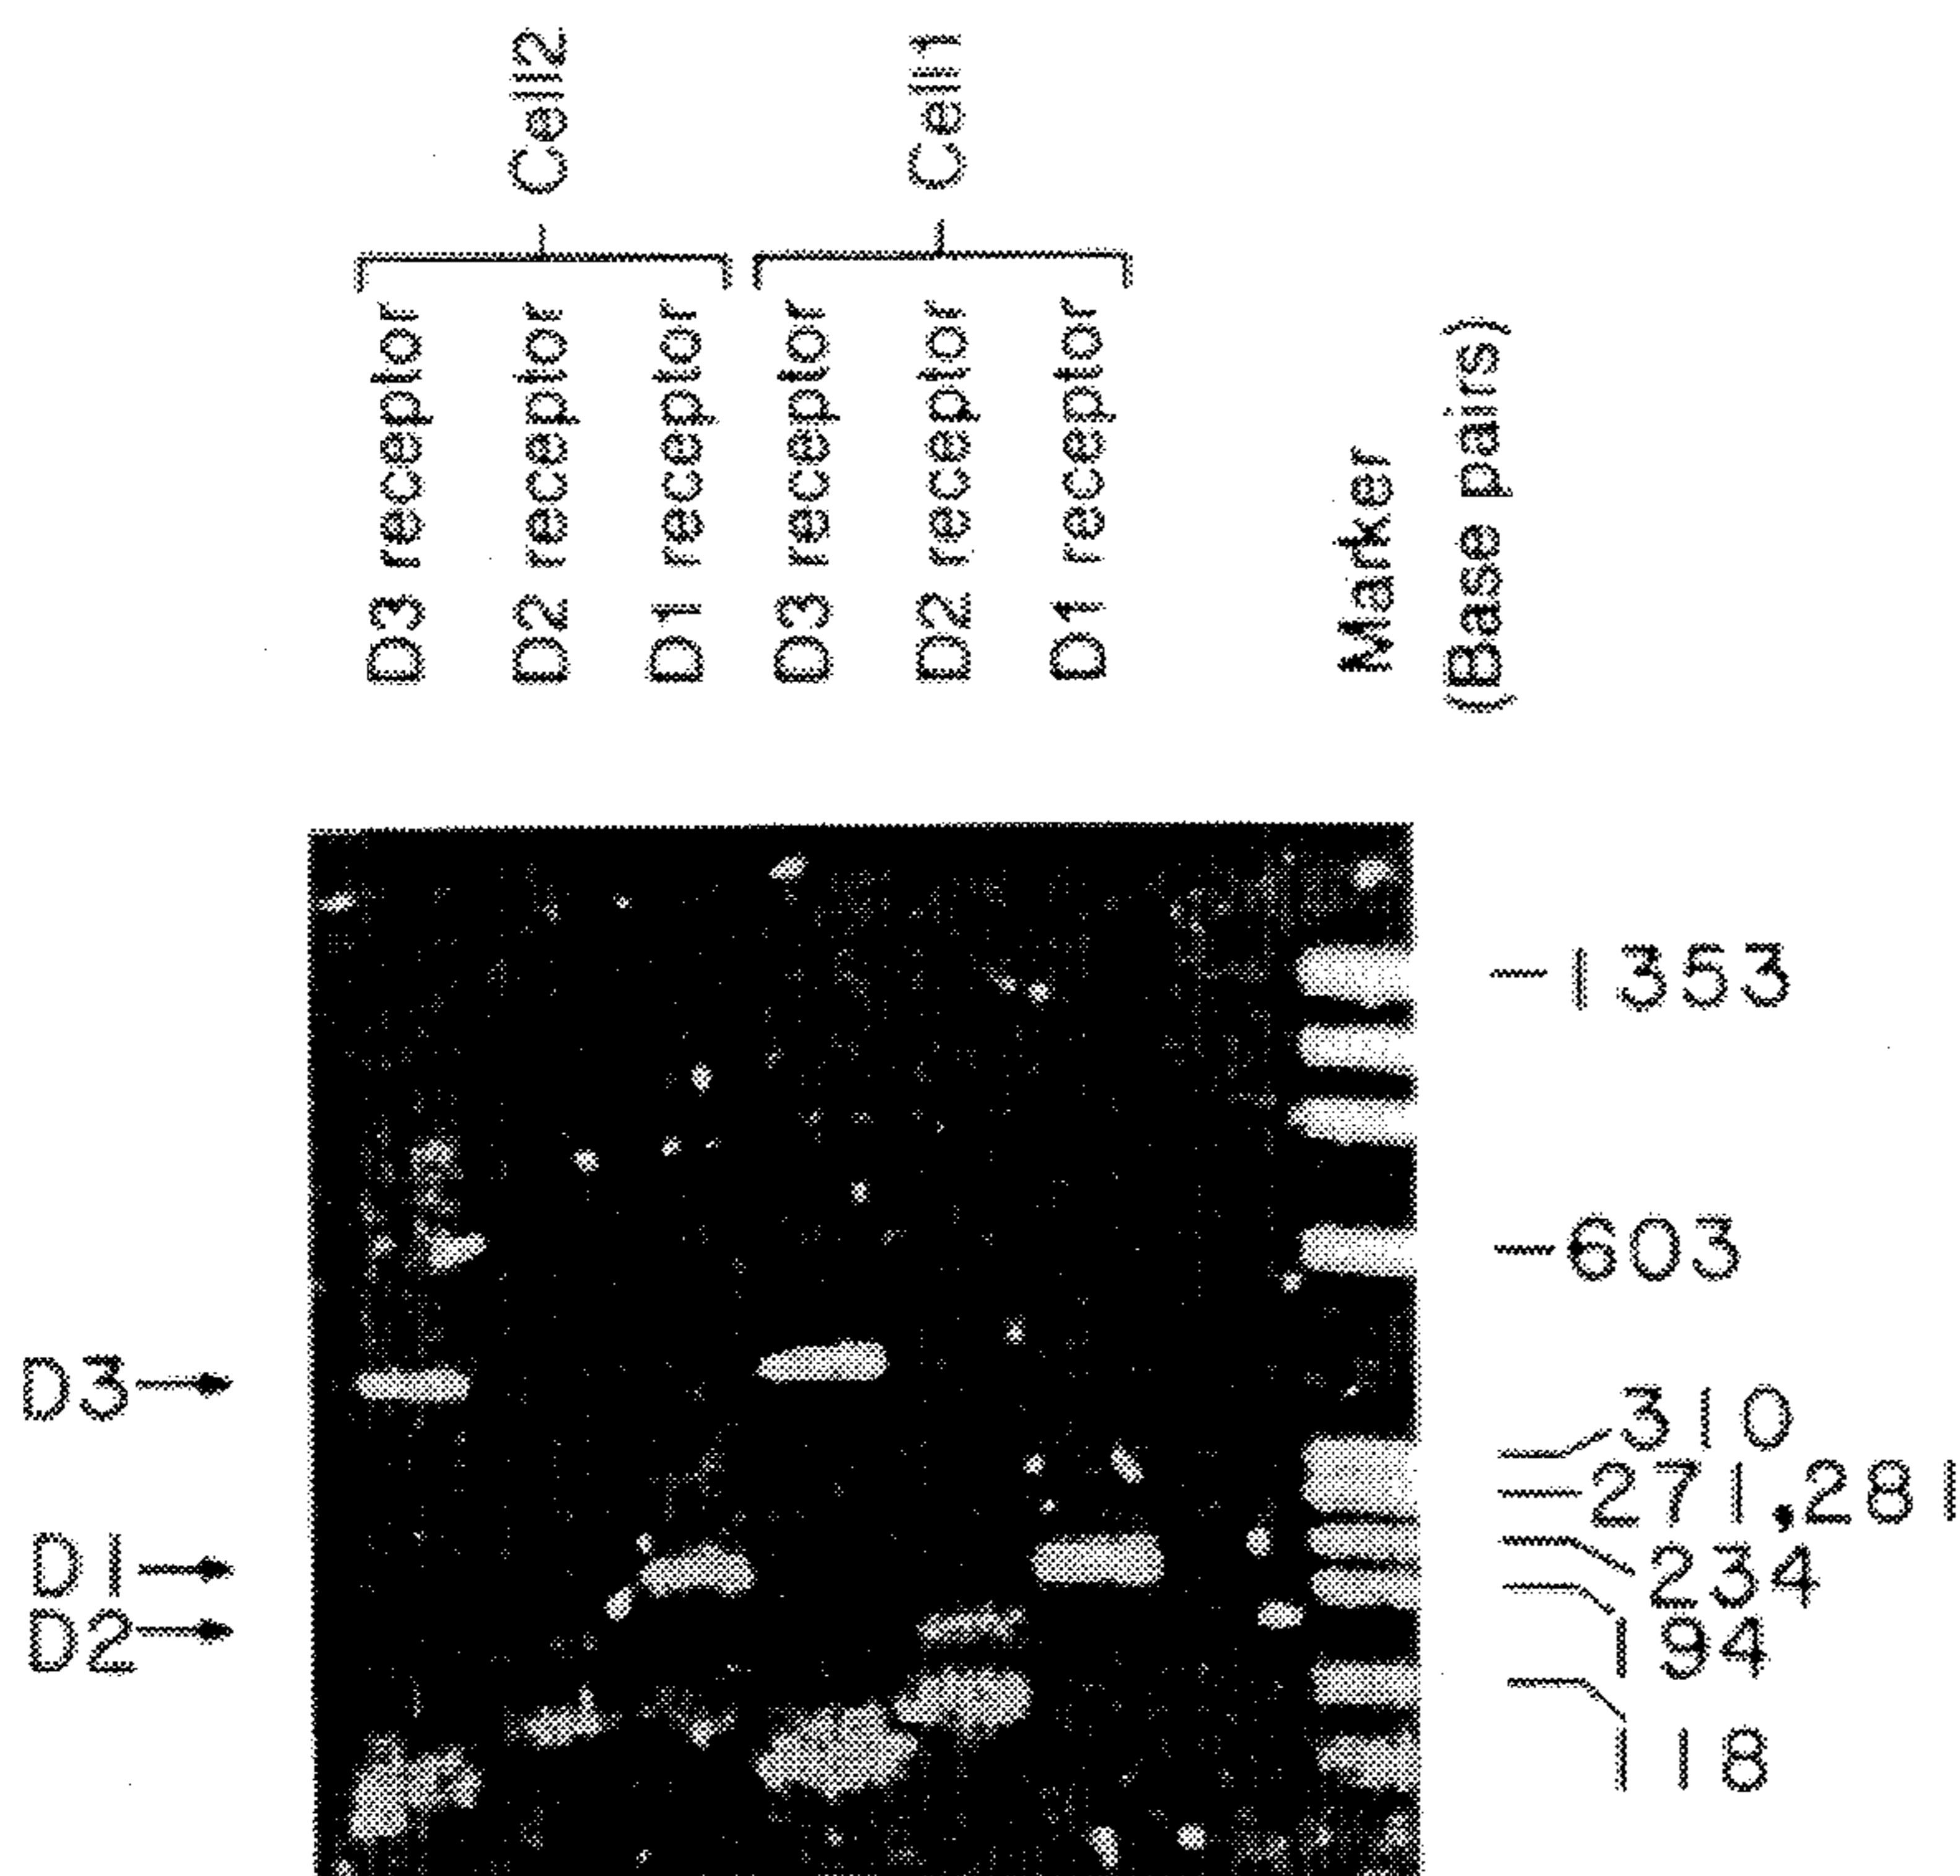 Cell2
Cell1
D3 receptor
D2 receptor
D1 receptor
D3 receptor
D2 receptor
D1 receptor
Marker
(Base pairs)
1353
603
D3
310
271.281
D1
234
D2
194
118